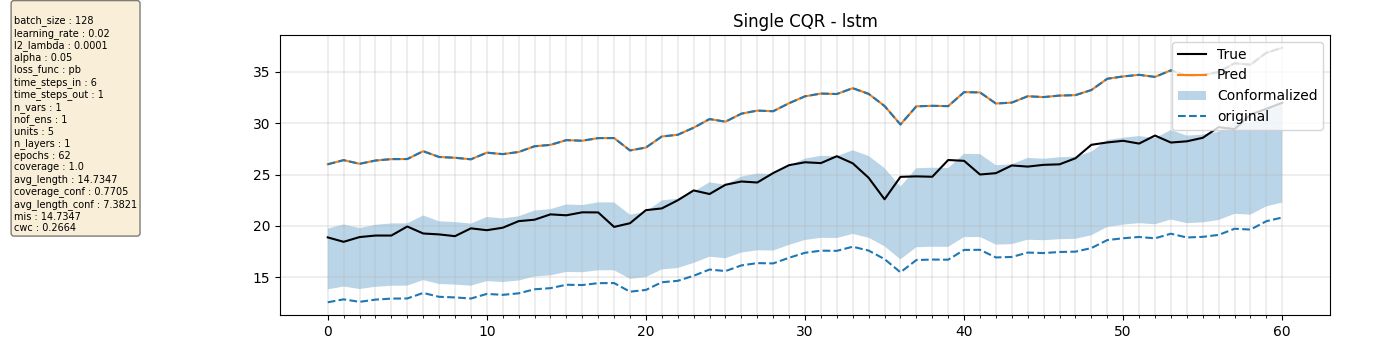 batch_size : 128
learning_rate : 0.02
l2_lambda : 0.0001
alpha : 0.05
loss_func : pb
time_steps_in : 6
time_steps_out : 1
n_vars : 1
nof_ens : 1
units : 5
n_layers : 1
epochs : 62
coverage : 1.0
avg_length : 14.7347
coverage_conf : 0.7705
avg_length_conf : 7.3821
mis : 14.7347
cwc : 0.2664
Single CQR - lstm
True
Pred
Conformalized
original
35
30
25
20
15
0 10 20 30 40 50 60